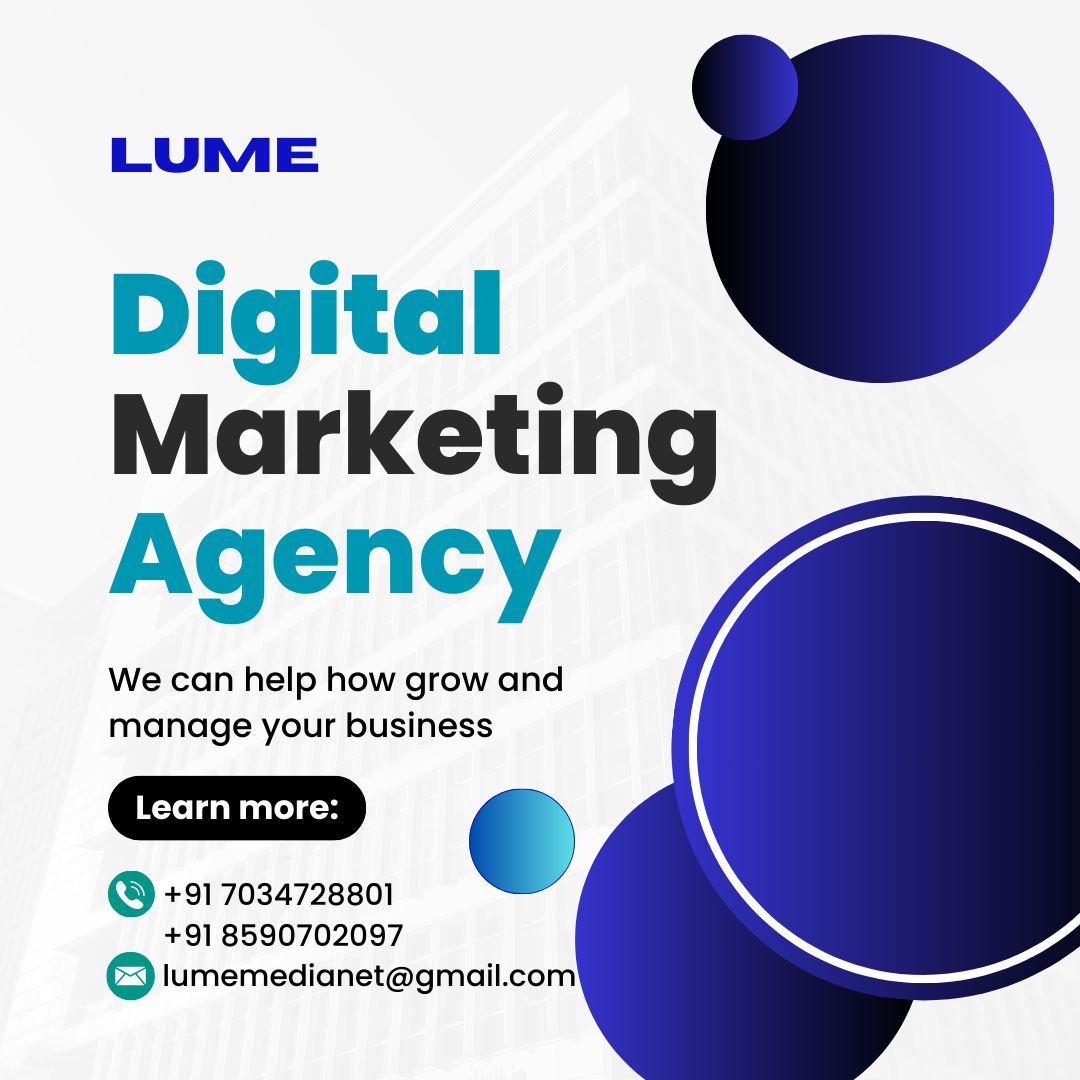 LUME
Digital
Marketing
Agency
We can help how grow and
manage your business
Learn more:
+91 7034728801
+91 8590702097
lumemedianet@gmail.com